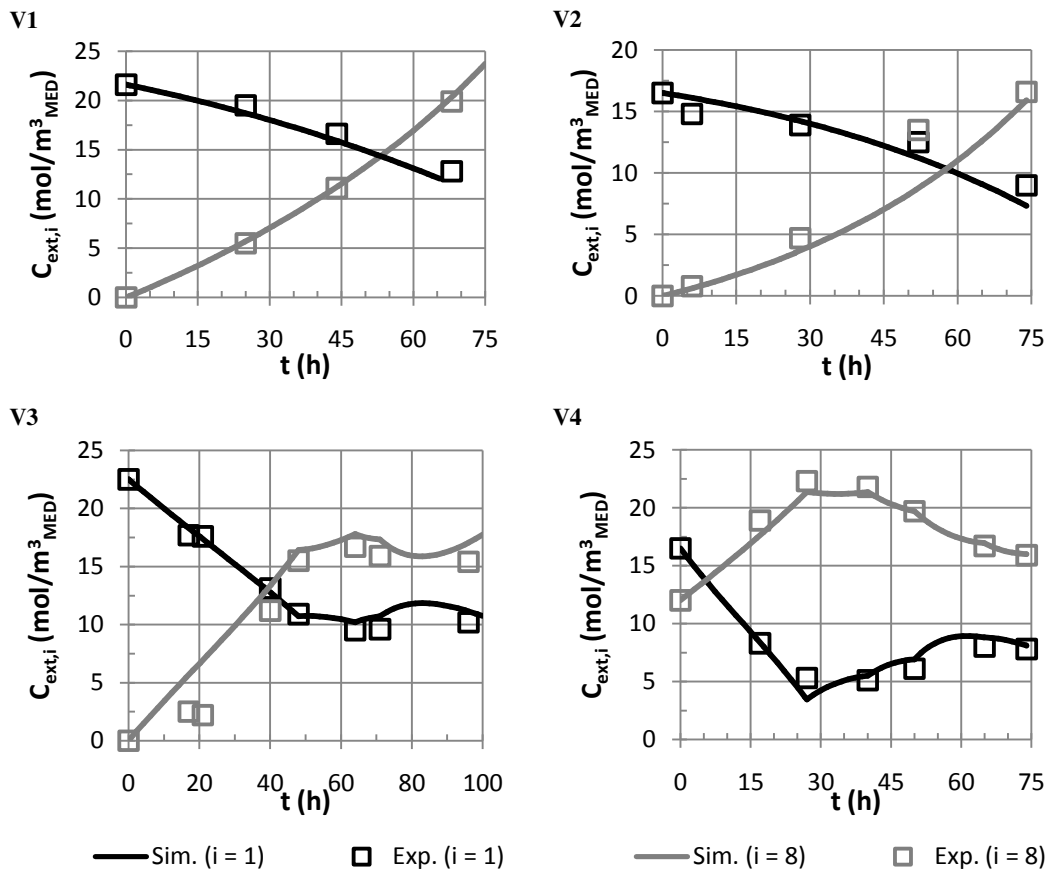 V1
V2
C_ext,i (mol/m³_MED)
25
20
15
10
5
0
0 15 30 45 60 75
t (h)
C_ext,i (mol/m³_MED)
20
15
10
5
0
0 15 30 45 60 75
t (h)
V3
V4
C_ext,i (mol/m³_MED)
25
20
15
10
5
0
0 20 40 60 80 100
t (h)
C_ext,i (mol/m³_MED)
25
20
15
10
5
0
0 15 30 45 60 75
t (h)
Sim. (i = 1) Exp. (i = 1) Sim. (i = 8) Exp. (i = 8)